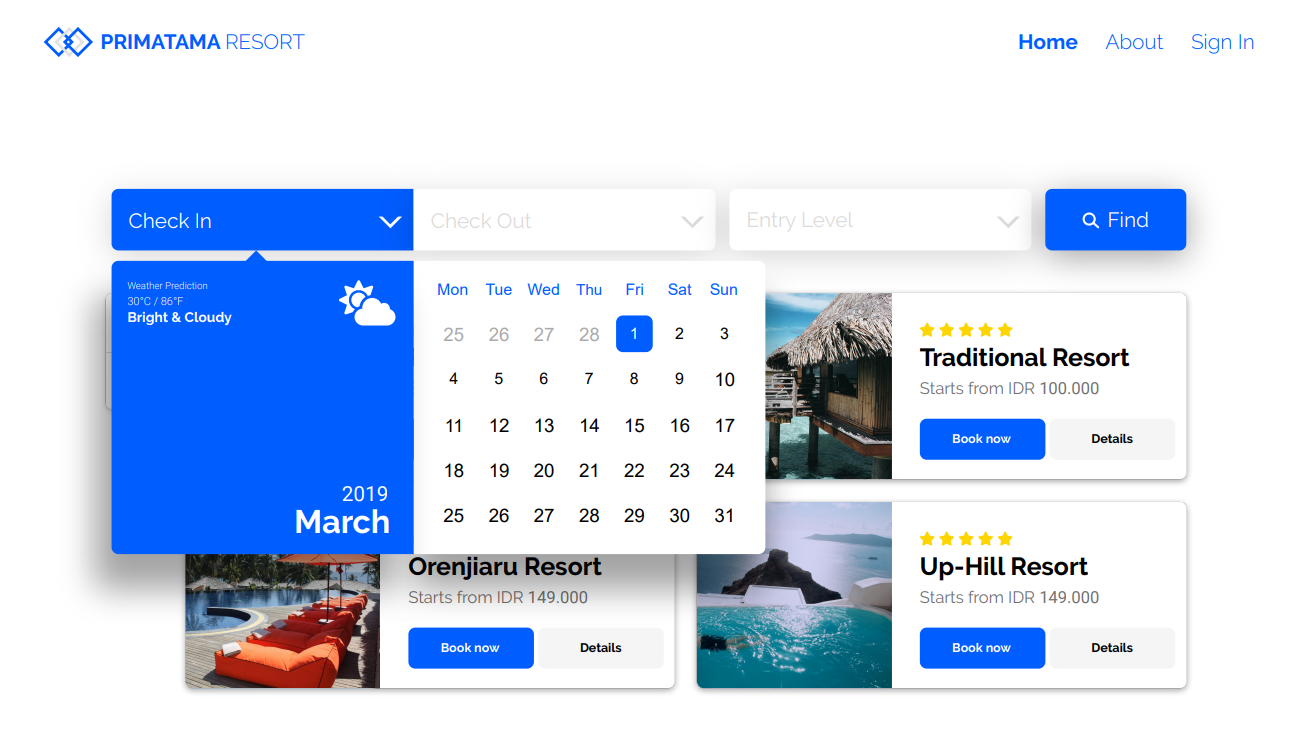 PRIMATAMA RESORT
Home About Sign In
Check In Check Out Entry Level Find
Weather Prediction
30°C / 86°F
Bright & Cloudy
2019
March
Mon Tue Wed Thu Fri Sat Sun
25 26 27 28 1 2 3
4 5 6 7 8 9 10
11 12 13 14 15 16 17
18 19 20 21 22 23 24
25 26 27 28 29 30 31
Traditional Resort
Starts from IDR 100.000
Book now Details
Orenjiaru Resort
Starts from IDR 149.000
Book now Details
Up-Hill Resort
Starts from IDR 149.000
Book now Details